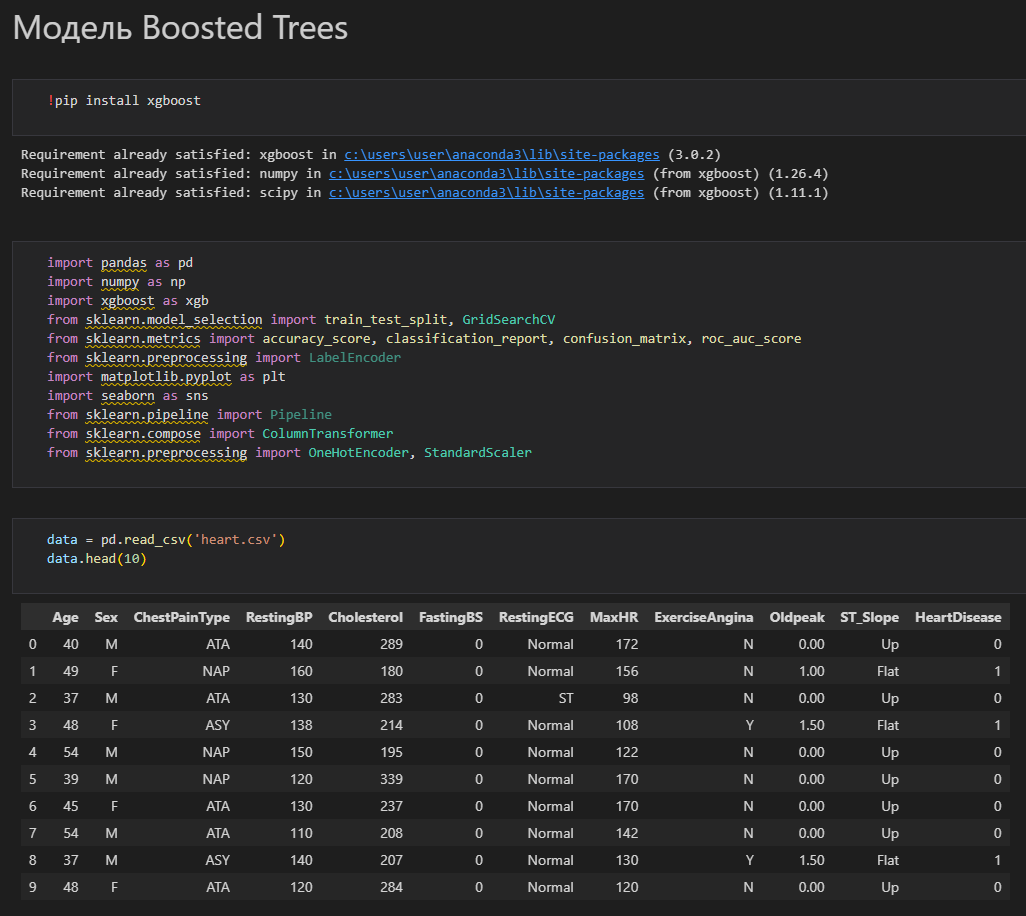 Модель Boosted Trees
!pip install xgboost
Requirement already satisfied: xgboost in c:\users\user\anaconda3\lib\site-packages (3.0.2)
Requirement already satisfied: numpy in c:\users\user\anaconda3\lib\site-packages (from xgboost) (1.26.4)
Requirement already satisfied: scipy in c:\users\user\anaconda3\lib\site-packages (from xgboost) (1.11.1)
import pandas as pd
import numpy as np
import xgboost as xgb
from sklearn.model_selection import train_test_split, GridSearchCV
from sklearn.metrics import accuracy_score, classification_report, confusion_matrix, roc_auc_score
from sklearn.preprocessing import LabelEncoder
import matplotlib.pyplot as plt
import seaborn as sns
from sklearn.pipeline import Pipeline
from sklearn.compose import ColumnTransformer
from sklearn.preprocessing import OneHotEncoder, StandardScaler
data = pd.read_csv('heart.csv')
data.head(10)
Age Sex ChestPainType RestingBP Cholesterol FastingBS RestingECG MaxHR ExerciseAngina Oldpeak ST_Slope HeartDisease
0 40 M ATA 140 289 0 Normal 172 N 0.00 Up 0
1 49 F NAP 160 180 0 Normal 156 N 1.00 Flat 1
2 37 M ATA 130 283 0 ST 98 N 0.00 Up 0
3 48 F ASY 138 214 0 Normal 108 Y 1.50 Flat 1
4 54 M NAP 150 195 0 Normal 122 N 0.00 Up 0
5 39 M NAP 120 339 0 Normal 170 N 0.00 Up 0
6 45 F ATA 130 237 0 Normal 170 N 0.00 Up 0
7 54 M ATA 110 208 0 Normal 142 N 0.00 Up 0
8 37 M ASY 140 207 0 Normal 130 Y 1.50 Flat 1
9 48 F ATA 120 284 0 Normal 120 N 0.00 Up 0